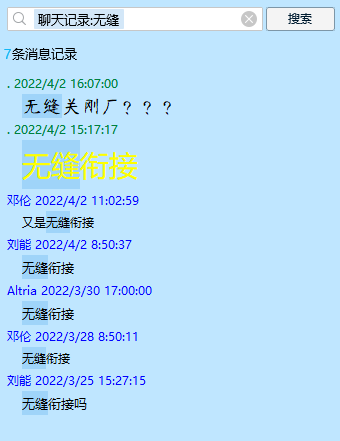 聊天记录:无缝
搜索
7条消息记录
. 2022/4/2 16:07:00
无缝关刚厂？？？
. 2022/4/2 15:17:17
无缝衔接
邓伦 2022/4/2 11:02:59
又是无缝衔接
刘能 2022/4/2 8:50:37
无缝衔接
Altria 2022/3/30 17:00:00
无缝衔接
邓伦 2022/3/28 8:50:11
无缝衔接
刘能 2022/3/25 15:27:15
无缝衔接吗